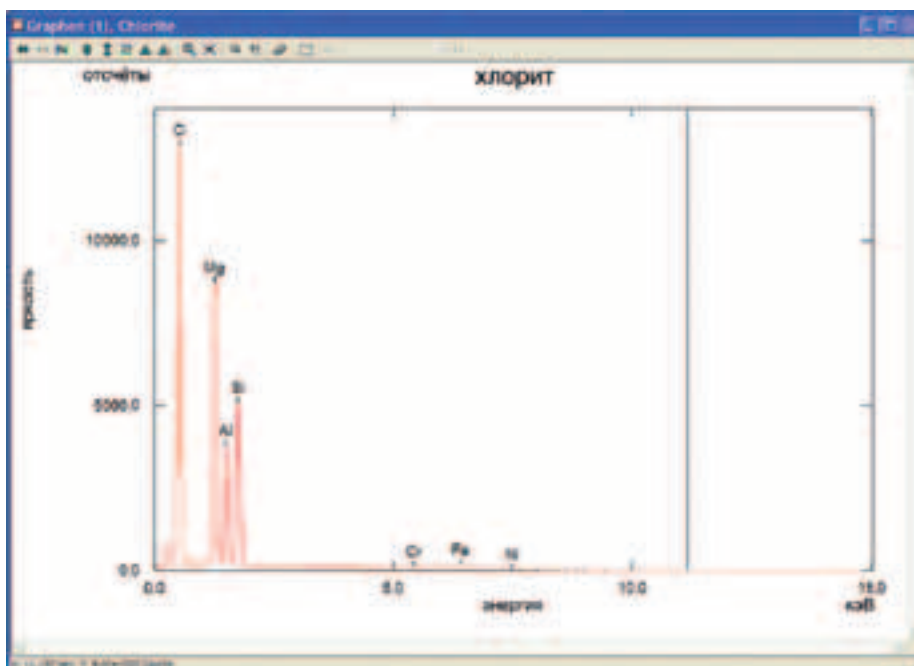 Graphen (1), Chlorite
отсчёты
хлорит
O
10000.0
Mg
яркость
Si
5000.0
Al
Cr Fe Ni
0.0
0.0 5.0 10.0 15.0
энергия кэВ